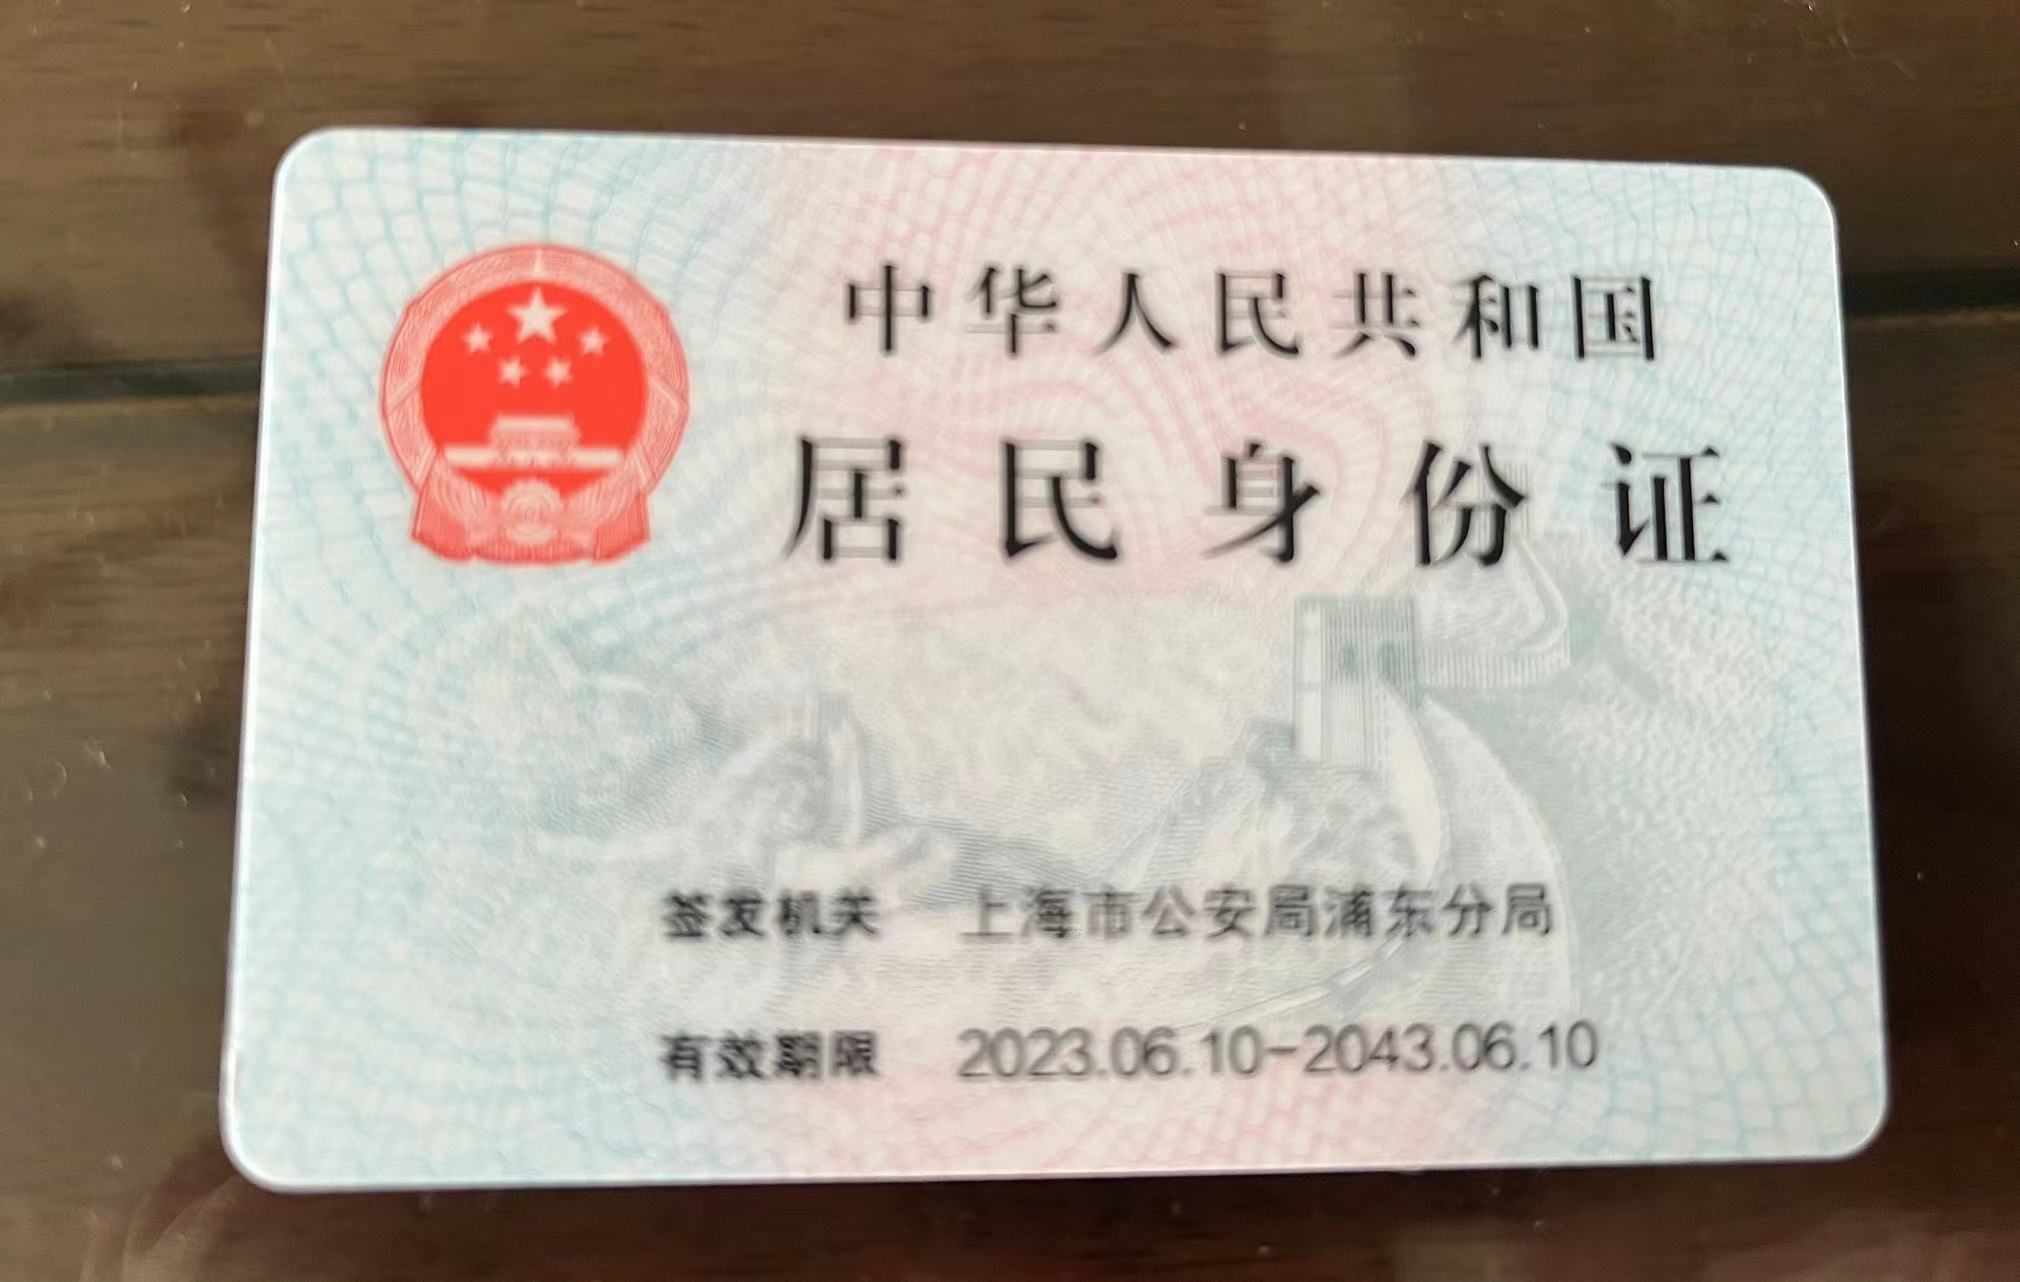 中华人民共和国
居民身份证
签发机关 上海市公安局浦东分局
有效期限 2023.06.10-2043.06.10